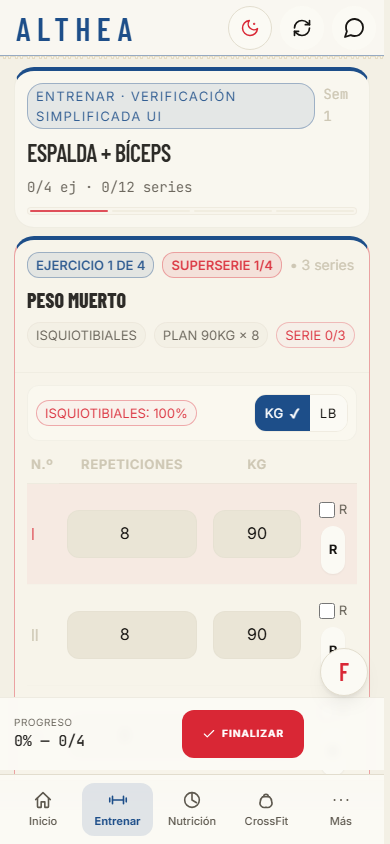 ALTHEA
ENTRENAR · VERIFICACIÓN
SIMPLIFICADA UI
Sem
1
ESPALDA + BÍCEPS
0/4 ej · 0/12 series
EJERCICIO 1 DE 4
SUPERSERIE 1/4
• 3 series
PESO MUERTO
ISQUIOTIBIALES
PLAN 90KG × 8
SERIE 0/3
ISQUIOTIBIALES: 100%
KG ✓
LB
N.º REPETICIONES KG
I 8 90
R
R
II 8 90
R
R
F
PROGRESO
0% — 0/4
✓ FINALIZAR
Inicio
Entrenar
Nutrición
CrossFit
Más